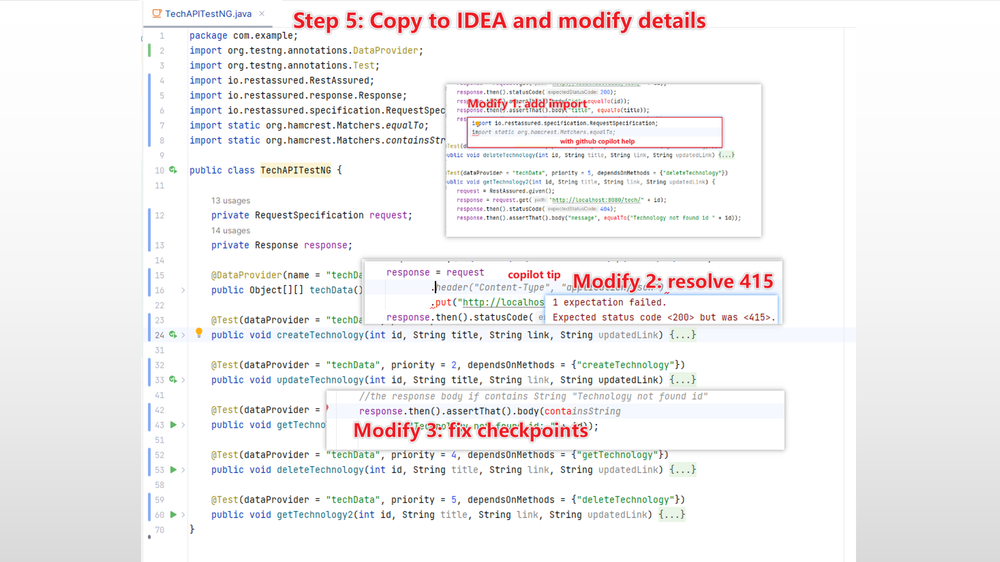 TechAPITestNG.java
Step 5: Copy to IDEA and modify details
1 package com.example;
2 import org.testng.annotations.DataProvider;
3 import org.testng.annotations.Test;
4 import io.restassured.RestAssured;
5 import io.restassured.response.Response;
6 import io.restassured.specification.RequestSpec
7 import static org.hamcrest.Matchers.equalTo;
8 import static org.hamcrest.Matchers.containsStr
9
10 public class TechAPITestNG {
11
13 usages
12 private RequestSpecification request;
14 usages
13 private Response response;
14
15 @DataProvider(name = "techDa
16 public Object[][] techData()
22
23 @Test(dataProvider = "techDa
24 public void createTechnology(int id, String title, String link, String updatedLink) {...}
31
32 @Test(dataProvider = "techData", priority = 2, dependsOnMethods = {"createTechnology"})
33 public void updateTechnology(int id, String title, String link, String updatedLink) {...}
41
42 @Test(dataProvider =
43 public void getTechno
51
52 @Test(dataProvider = "techData", priority = 4, dependsOnMethods = {"getTechnology"})
53 public void deleteTechnology(int id, String title, String link, String updatedLink) {...}
58
59 @Test(dataProvider = "techData", priority = 5, dependsOnMethods = {"deleteTechnology"})
60 public void getTechnology2(int id, String title, String link, String updatedLink) {...}
70 }
response.then().statusCode( expectedStatusCode: 200);
Modify 1: add import
response.then().assertThat().body("title", equalTo(title));
import io.restassured.specification.RequestSpecification;
import static org.hamcrest.Matchers.equalTo;
with github copilot help
ublic void deleteTechnology(int id, String title, String link, String updatedLink) {...}
Test(dataProvider = "techData", priority = 5, dependsOnMethods = {"deleteTechnology"})
ublic void getTechnology2(int id, String title, String link, String updatedLink) {
request = RestAssured.given();
response = request.get( path: "http://localhost:8080/tech/" + id);
response.then().statusCode( expectedStatusCode: 404);
response.then().assertThat().body("message", equalTo("Technology not found id " + id));
response = request
copilot tip
Modify 2: resolve 415
.header("Content-Type", "application/json")
.put("http://localhos
response.then().statusCode( ex
1 expectation failed.
Expected status code <200> but was <415>.
//the response body if contains String "Technology not found id"
response.then().assertThat().body(containsString
"Technology not found id: " + id));
Modify 3: fix checkpoints